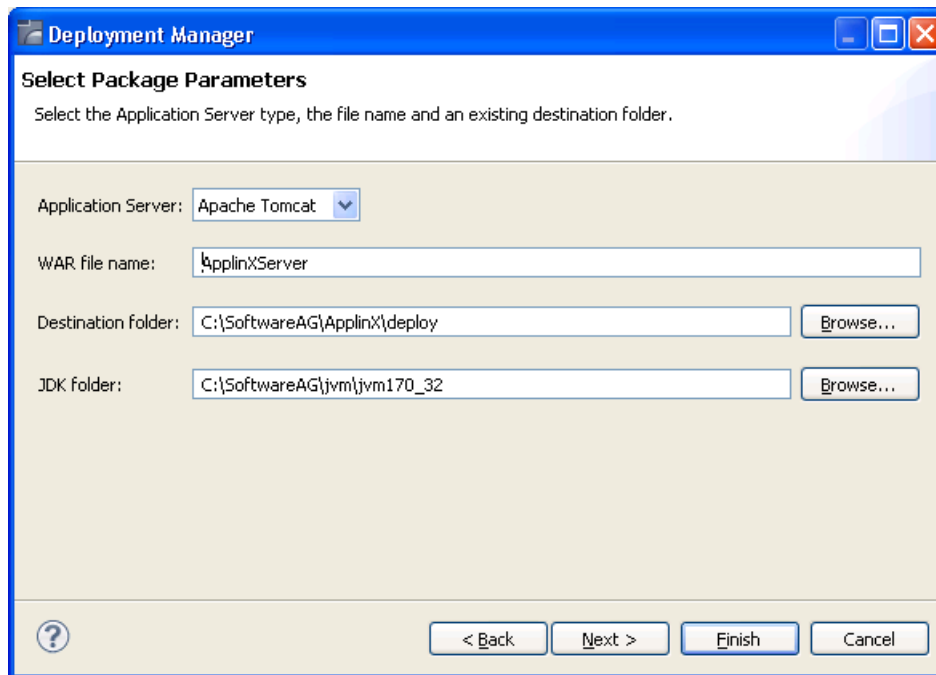 Deployment Manager
Select Package Parameters
Select the Application Server type, the file name and an existing destination folder.
Application Server: Apache Tomcat
WAR file name: ApplinXServer
Destination folder: C:\SoftwareAG\ApplinX\deploy Browse...
JDK folder: C:\SoftwareAG\jvm\jvm170_32 Browse...
? < Back Next > Finish Cancel